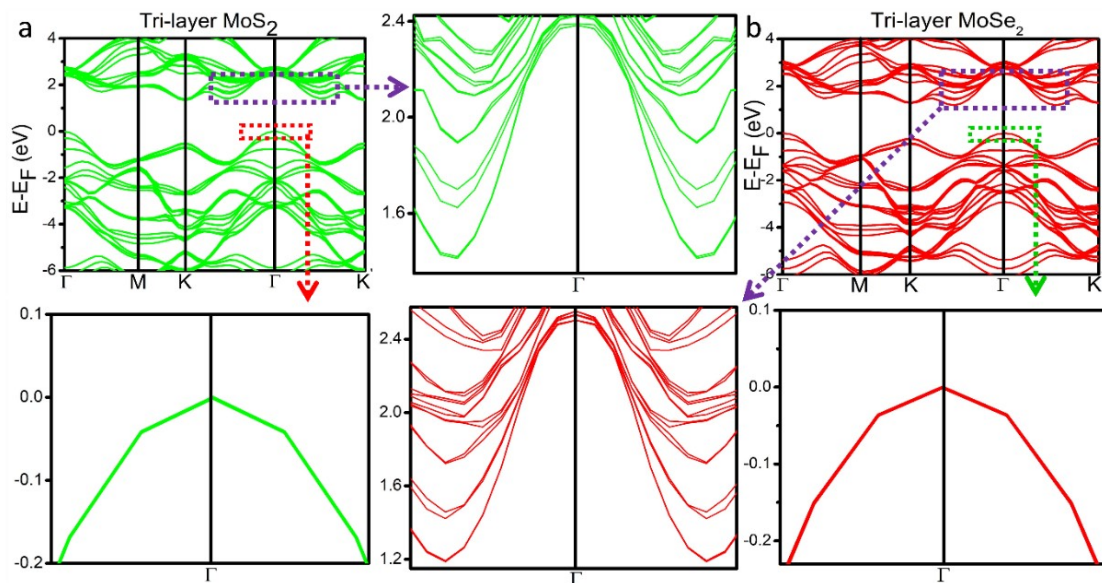 a
Tri-layer MoS2
E-EF (eV)
4
2
0
-2
-4
-6
Γ M K Γ K'
2.4
2.0
1.6
Γ
b
Tri-layer MoSe2
E-EF (eV)
4
2
0
-2
-4
-6
Γ M K Γ K
0.1
0.0
-0.1
-0.2
Γ
2.4
2.0
1.6
1.2
Γ
0.1
0.0
-0.1
-0.2
Γ